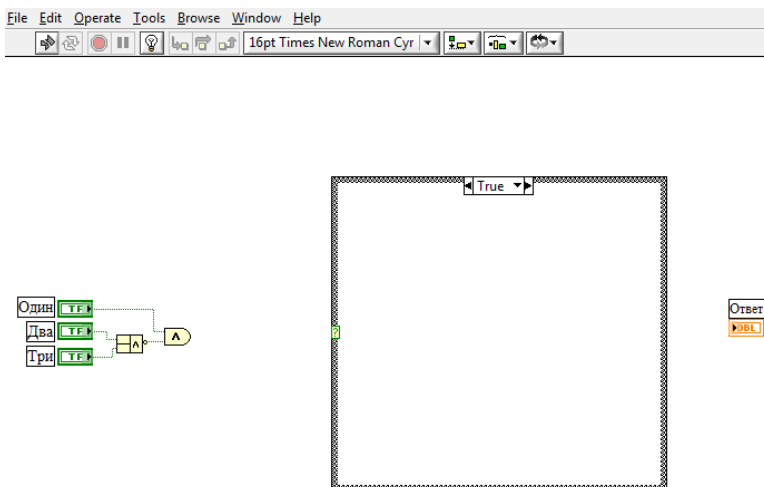 File Edit Operate Tools Browse Window Help
16pt Times New Roman Cyr
True
Один TF
Два TF
Три TF
?
Ответ
DBL